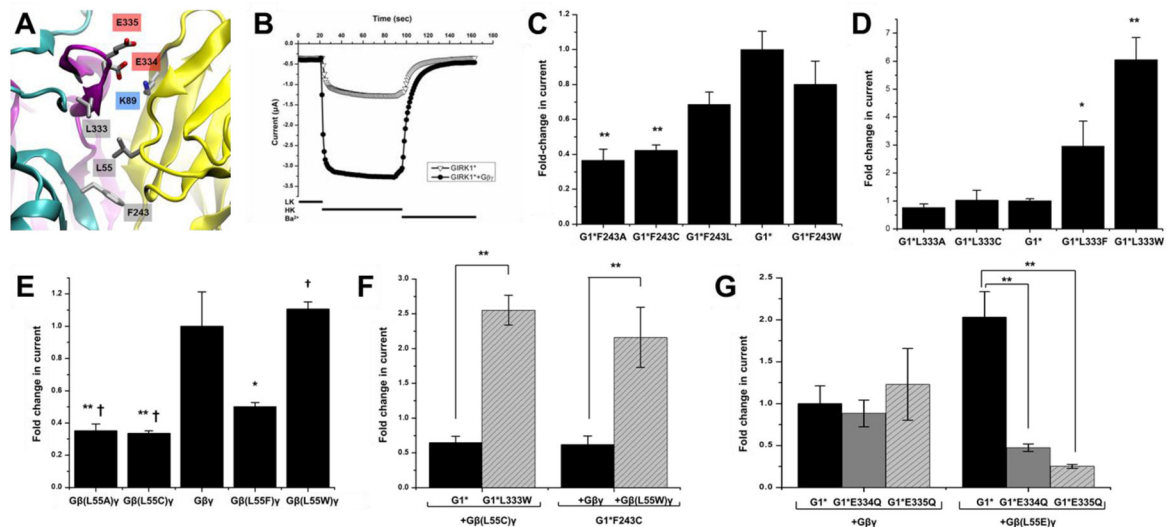 A
E335
E334
K89
L333
L55
F243
B
Time (sec)
0 20 40 60 80 100 120 140 160
0.0
-0.5
-1.0
-1.5
-2.0
-2.5
-3.0
-3.5
Current (µA)
GIRK1*
GIRK1*+Gβγ
LK
HK
Ba²⁺
C
Fold-change in current
1.2
1.0
0.8
0.6
0.4
0.2
0.0
** **
G1*F243A G1*F243C G1*F243L G1* G1*F243W
D
Fold change in current
7
6
5
4
3
2
1
0
* **
G1*L333A G1*L333C G1* G1*L333F G1*L333W
E
Fold change in current
1.2
1.0
0.8
0.6
0.4
0.2
0.0
** † ** † * †
Gβ(L55A)γ Gβ(L55C)γ Gβγ Gβ(L55F)γ Gβ(L55W)γ
F
Fold change in current
3.0
2.5
2.0
1.5
1.0
0.5
0.0
** **
G1* G1*L333W +Gβγ +Gβ(L55W)γ
+Gβ(L55C)γ G1*F243C
G
Fold change in current
2.5
2.0
1.5
1.0
0.5
0.0
**
**
G1* G1*E334Q G1*E335Q G1* G1*E334Q G1*E335Q
+Gβγ +Gβ(L55E)γ